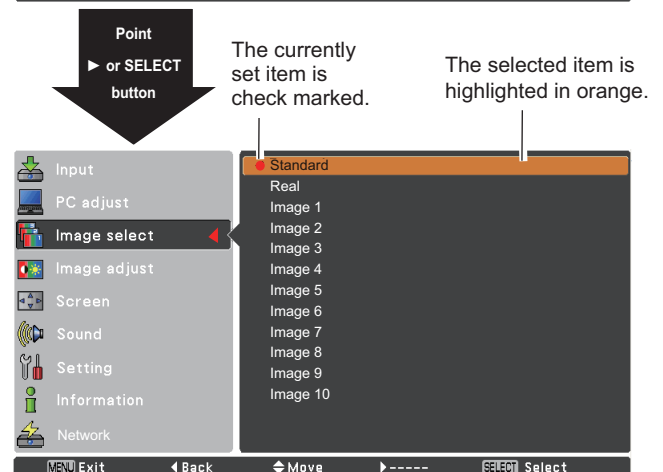 Point
► or SELECT
button
The currently
set item is
check marked.
The selected item is
highlighted in orange.
Input
PC adjust
Image select
Image adjust
Screen
Sound
Setting
Information
Network
Standard
Real
Image 1
Image 2
Image 3
Image 4
Image 5
Image 6
Image 7
Image 8
Image 9
Image 10
MENU Exit ◄Back Move ►----- SELECT Select